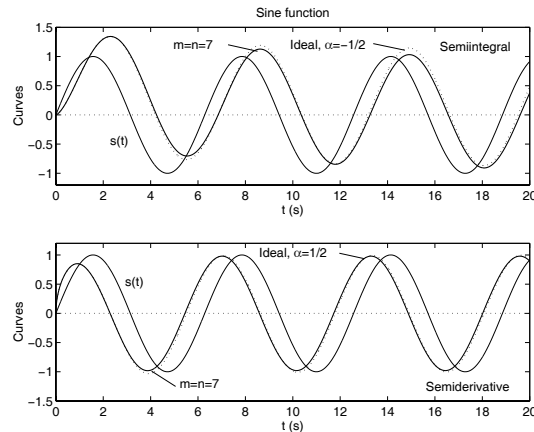 Sine function
1.5
1
0.5
0
−0.5
−1
Curves
m=n=7
Ideal, α=−1/2
Semiintegral
s(t)
0 2 4 6 8 10 12 14 16 18 20
t (s)
1
0.5
0
−0.5
−1
−1.5
Curves
s(t)
Ideal, α=1/2
m=n=7
Semiderivative
0 2 4 6 8 10 12 14 16 18 20
t (s)